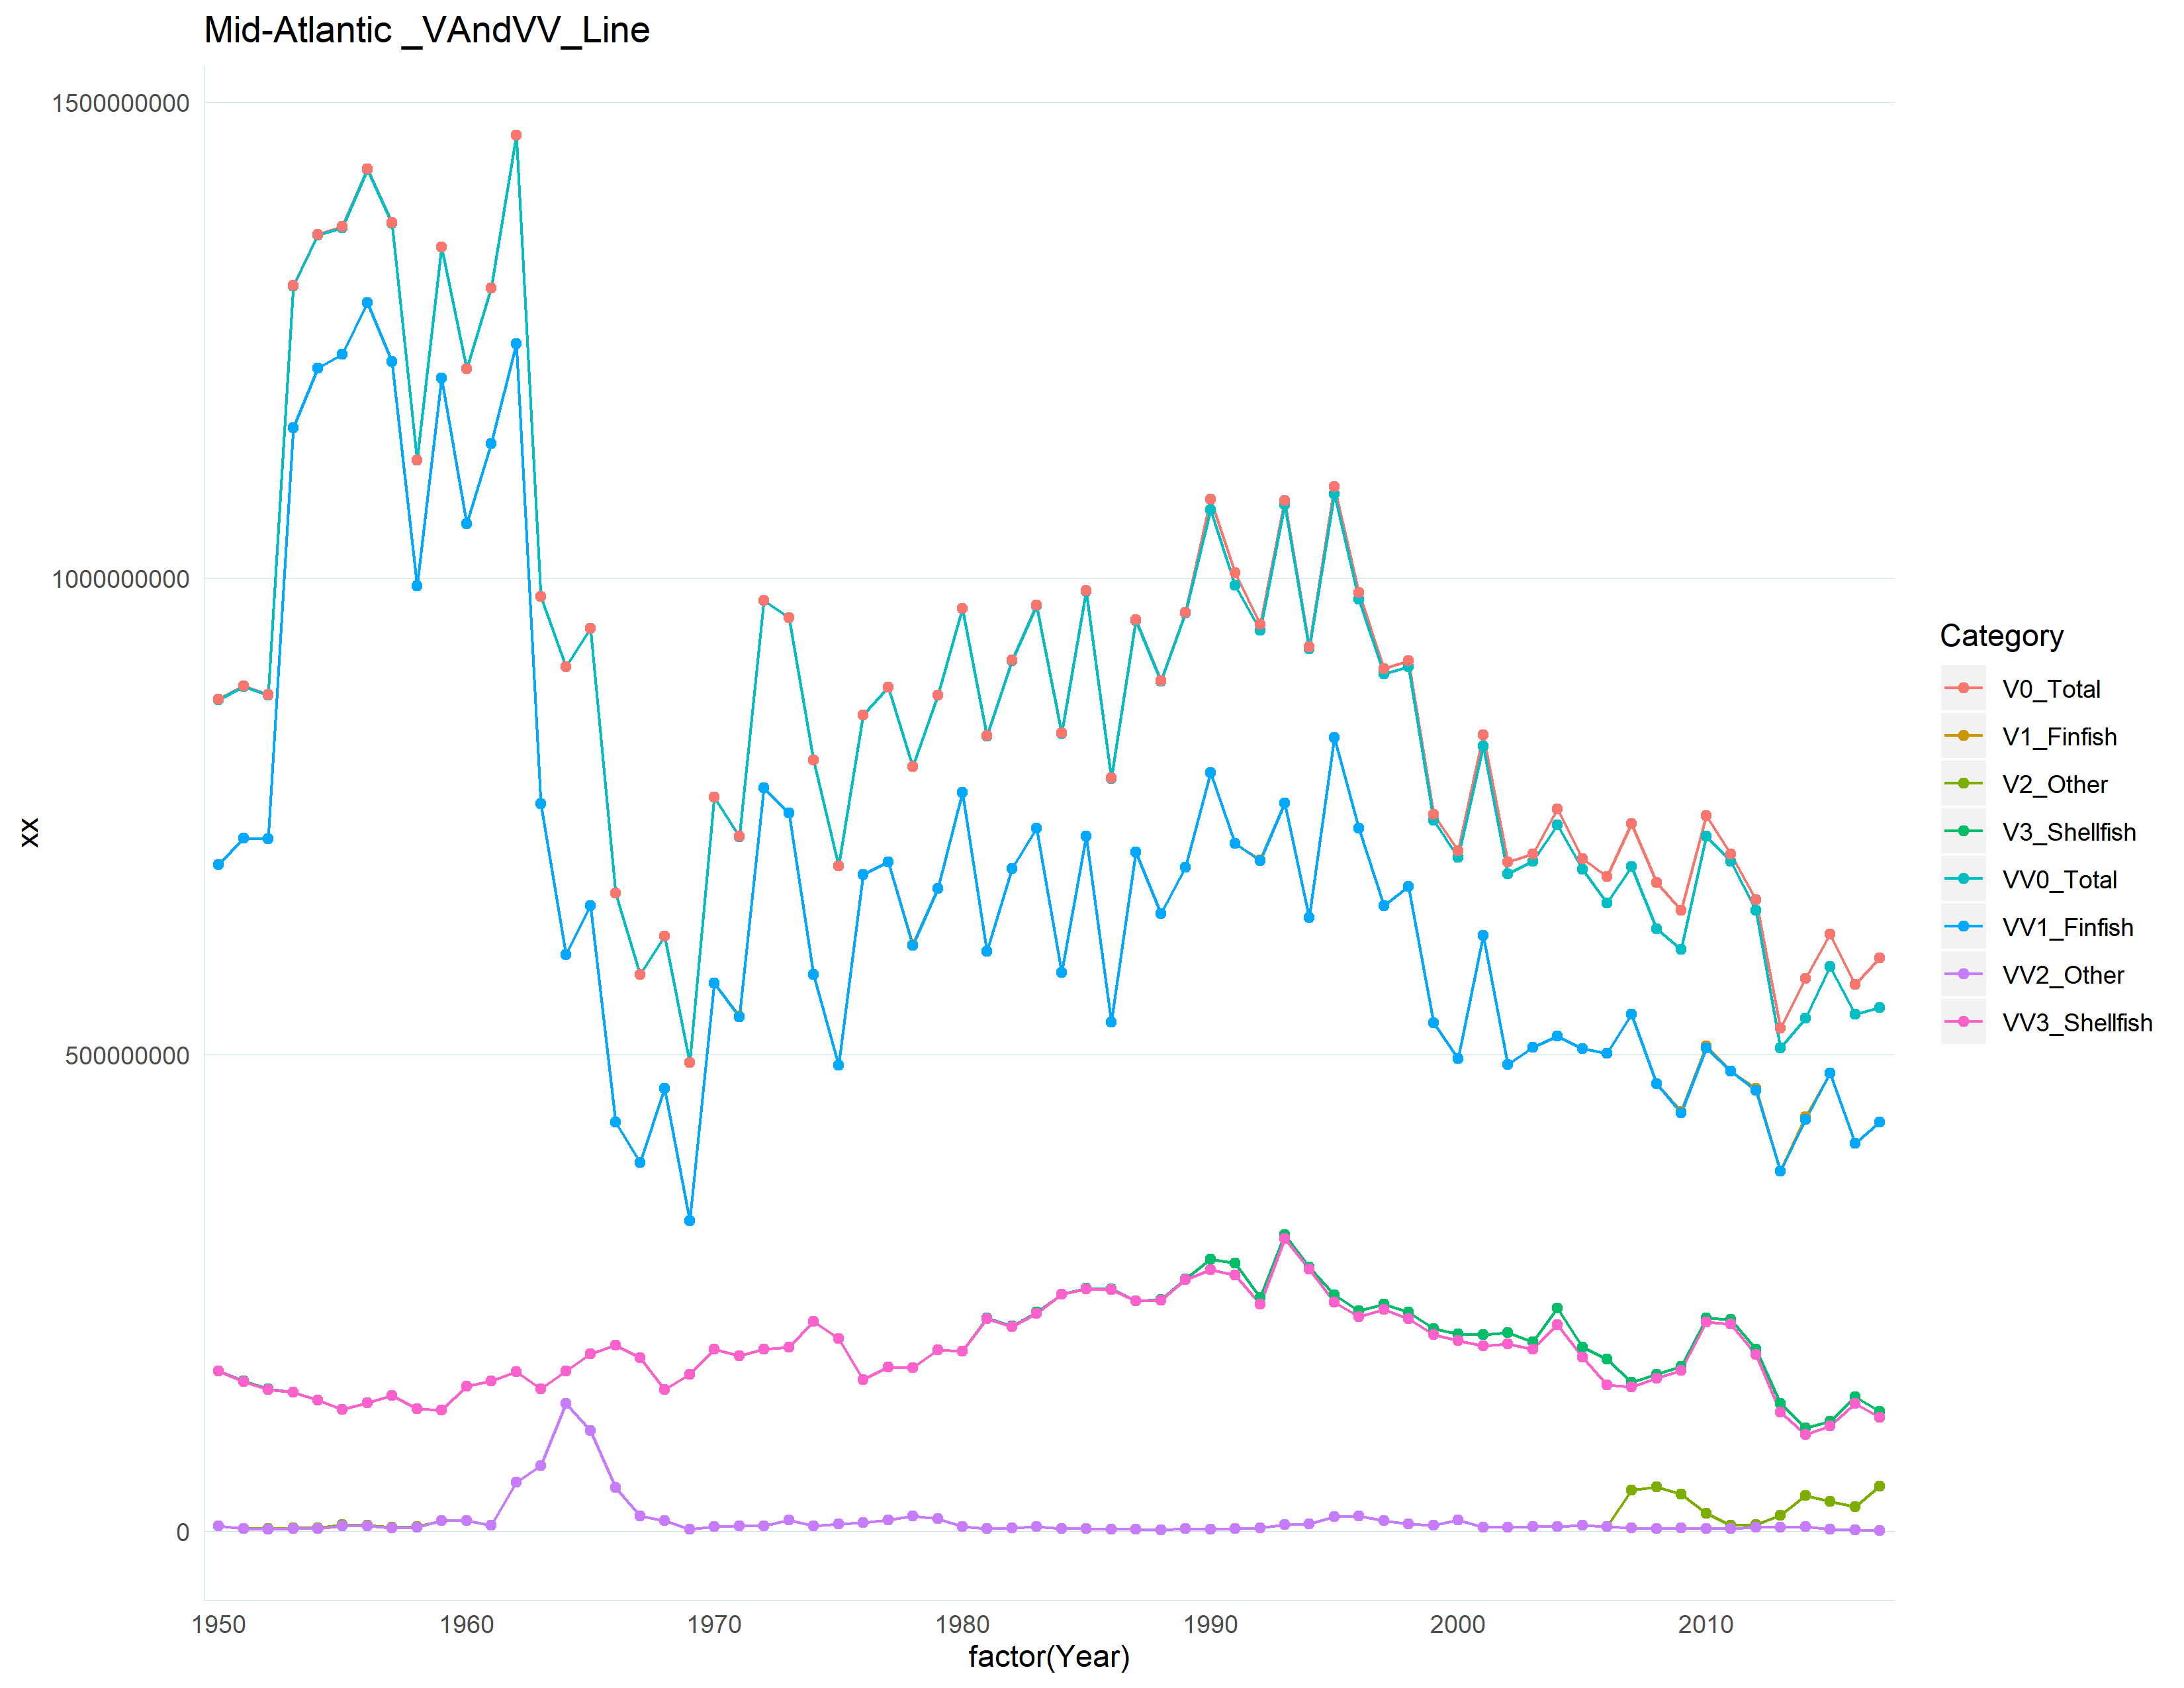 Mid-Atlantic _VAndVV_Line
1500000000
1000000000
500000000
0
xx
1950 1960 1970 1980 1990 2000 2010
factor(Year)
Category
V0_Total
V1_Finfish
V2_Other
V3_Shellfish
VV0_Total
VV1_Finfish
VV2_Other
VV3_Shellfish